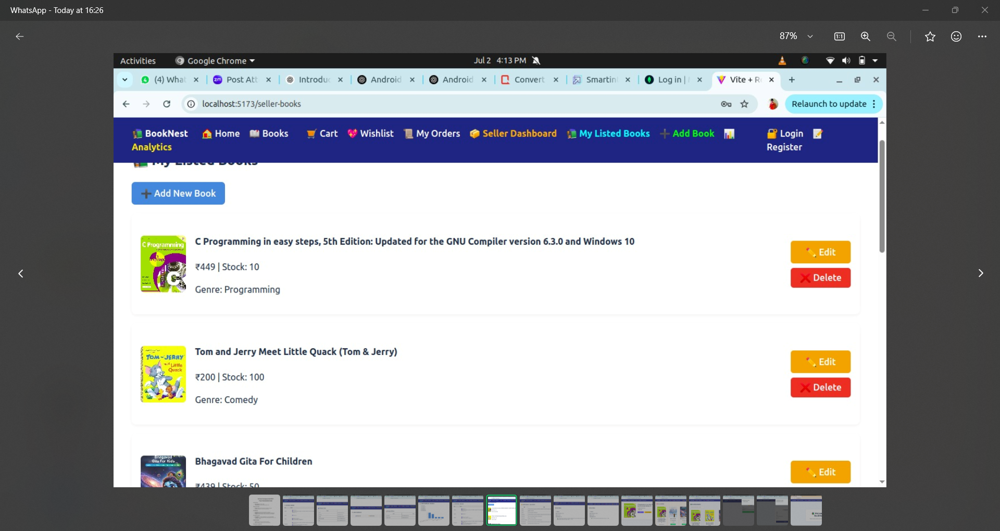 WhatsApp - Today at 16:26
87%
Activities Google Chrome Jul 2 4:13 PM
(4) What Post Att Introduc Android Android Convert Smartin Log in | Vite + R
localhost:5173/seller-books Relaunch to update
BookNest Home Books Cart Wishlist My Orders Seller Dashboard My Listed Books Add Book Login
Analytics Register
My Listed Books
Add New Book
C Programming
C Programming in easy steps, 5th Edition: Updated for the GNU Compiler version 6.3.0 and Windows 10
₹449 | Stock: 10
Genre: Programming
Edit
Delete
TOM and JERRY
Little
Quack
Tom and Jerry Meet Little Quack (Tom & Jerry)
₹200 | Stock: 100
Genre: Comedy
Edit
Delete
Bhagavad
Gita For Kids
Bhagavad Gita For Children
₹439 | Stock: 50
Edit